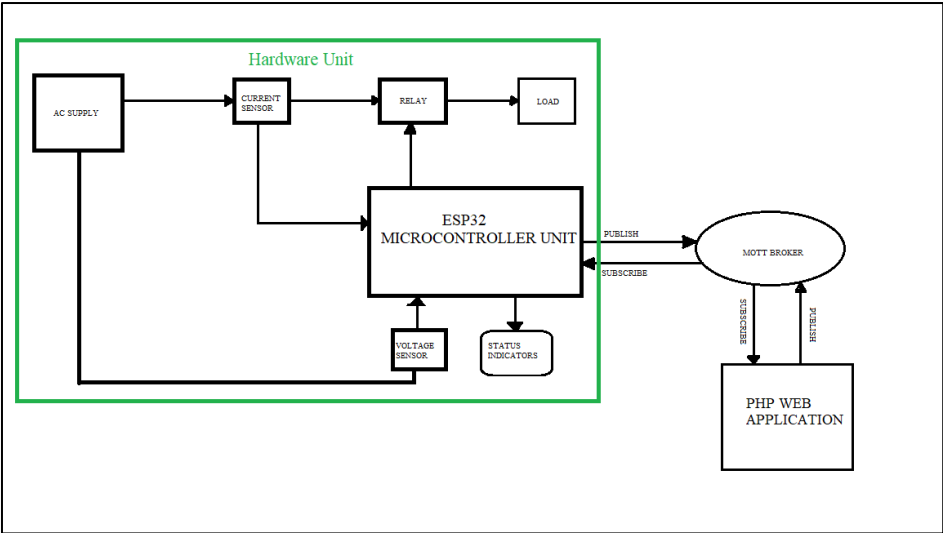 Hardware Unit
AC SUPPLY
CURRENT
SENSOR
RELAY
LOAD
ESP32
MICROCONTROLLER UNIT
PUBLISH
SUBSCRIBE
MOTT BROKER
VOLTAGE
SENSOR
STATUS
INDICATORS
SUBSCRIBE
PUBLISH
PHP WEB
APPLICATION